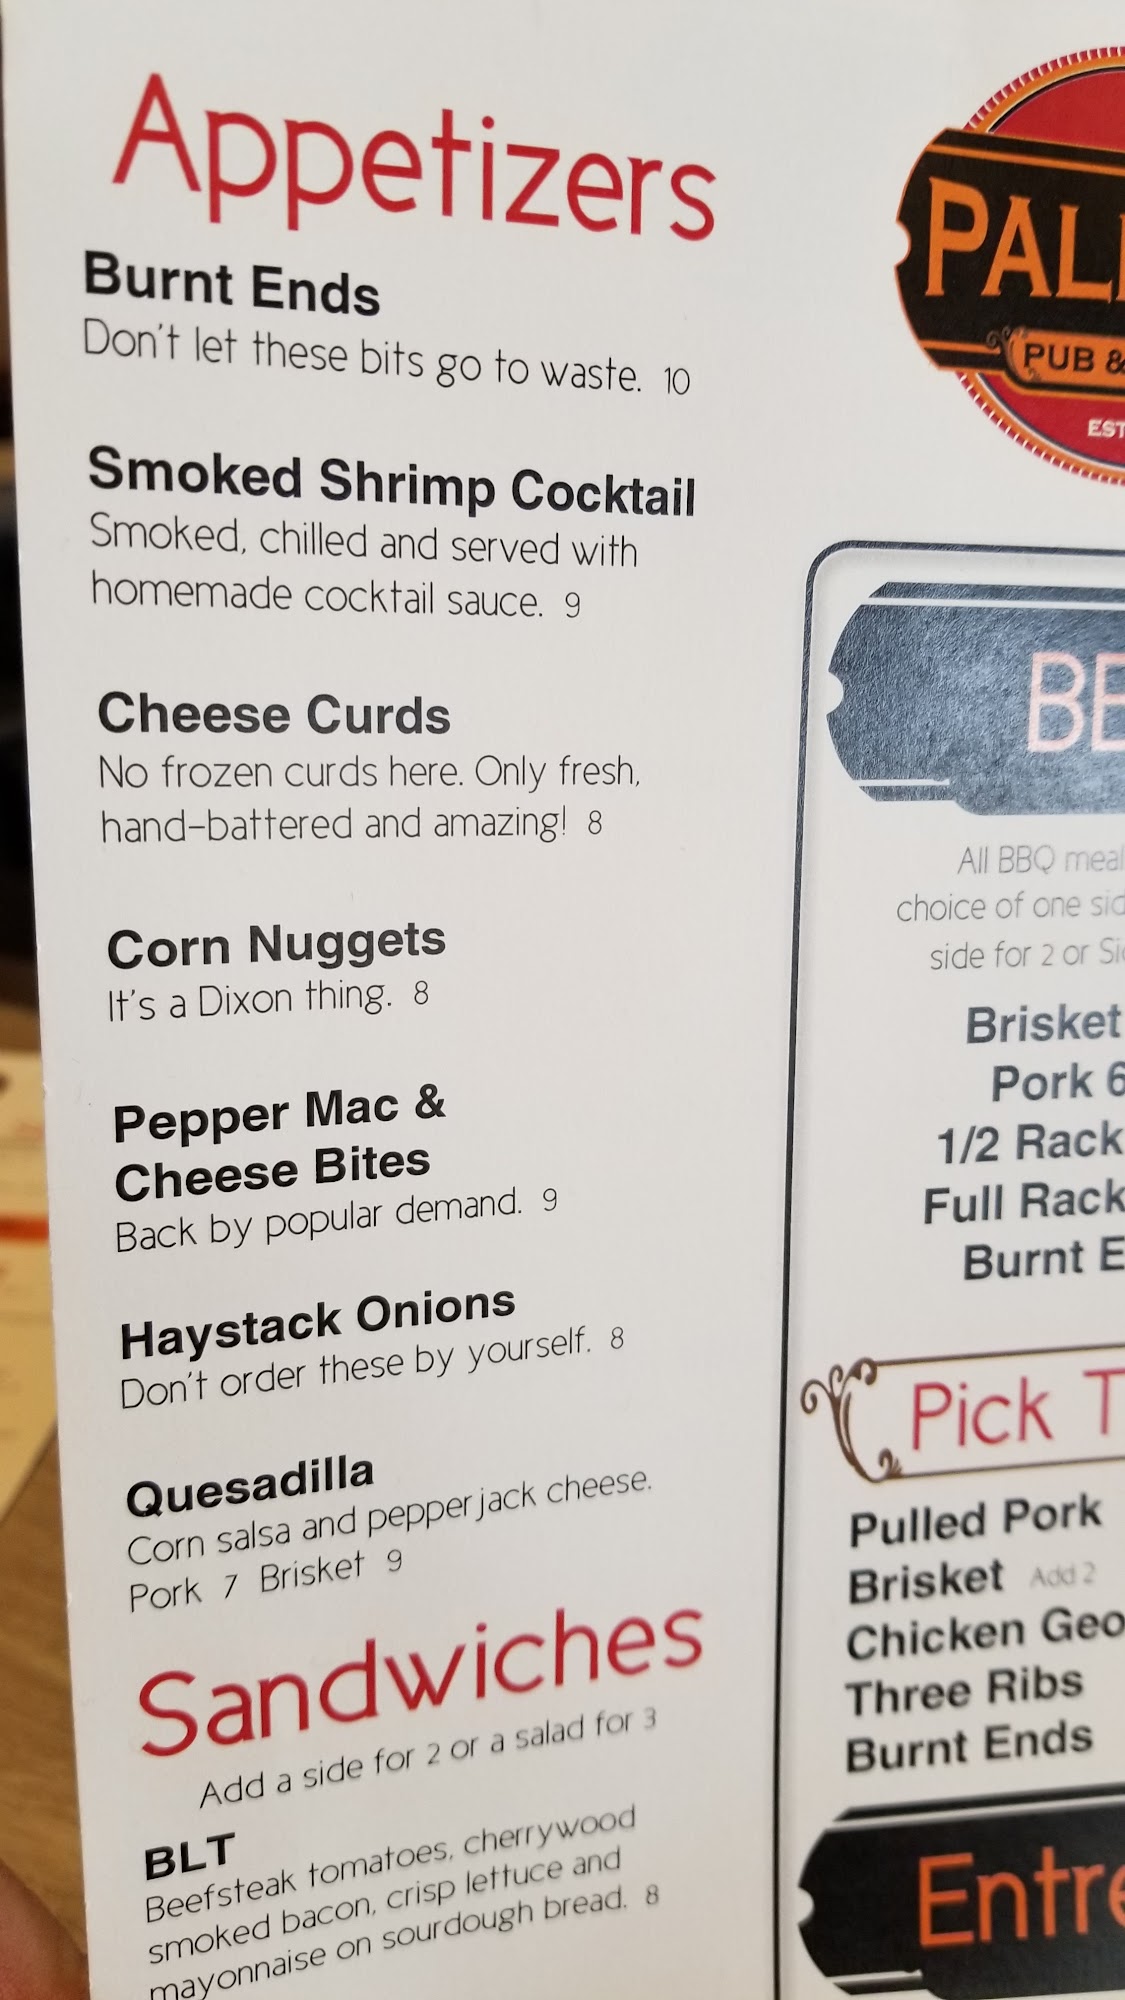 Appetizers
Burnt Ends
Don't let these bits go to waste. 10
Smoked Shrimp Cocktail
Smoked, chilled and served with
homemade cocktail sauce. 9
Cheese Curds
No frozen curds here. Only fresh,
hand-battered and amazing! 8
Corn Nuggets
It's a Dixon thing. 8
Pepper Mac &
Cheese Bites
Back by popular demand. 9
Haystack Onions
Don't order these by yourself. 8
Quesadilla
Corn salsa and pepper jack cheese.
Pork 7 Brisket 9
Sandwiches
Add a side for 2 or a salad for 3
BLT
Beefsteak tomatoes, cherrywood
smoked bacon, crisp lettuce and
mayonnaise on sourdough bread. 8
PUB &
All BBQ
choice of one
side for 2 or
Brisket
Pork 6
1/2 Rack
Full Rack
Burnt
Pick
Pulled Pork
Brisket Add 2
Chicken
Three Ribs
Burnt Ends